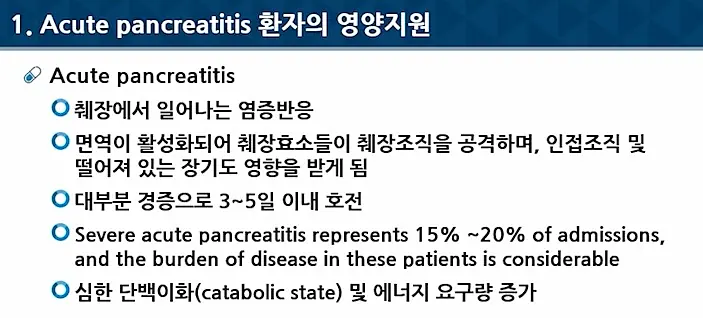 1. Acute pancreatitis 환자의 영양지원
Acute pancreatitis
췌장에서 일어나는 염증반응
면역이 활성화되어 췌장효소들이 췌장조직을 공격하며, 인접조직 및
떨어져 있는 장기도 영향을 받게 됨
대부분 경증으로 3~5일 이내 호전
Severe acute pancreatitis represents 15% ~20% of admissions,
and the burden of disease in these patients is considerable
심한 단백이화(catabolic state) 및 에너지 요구량 증가